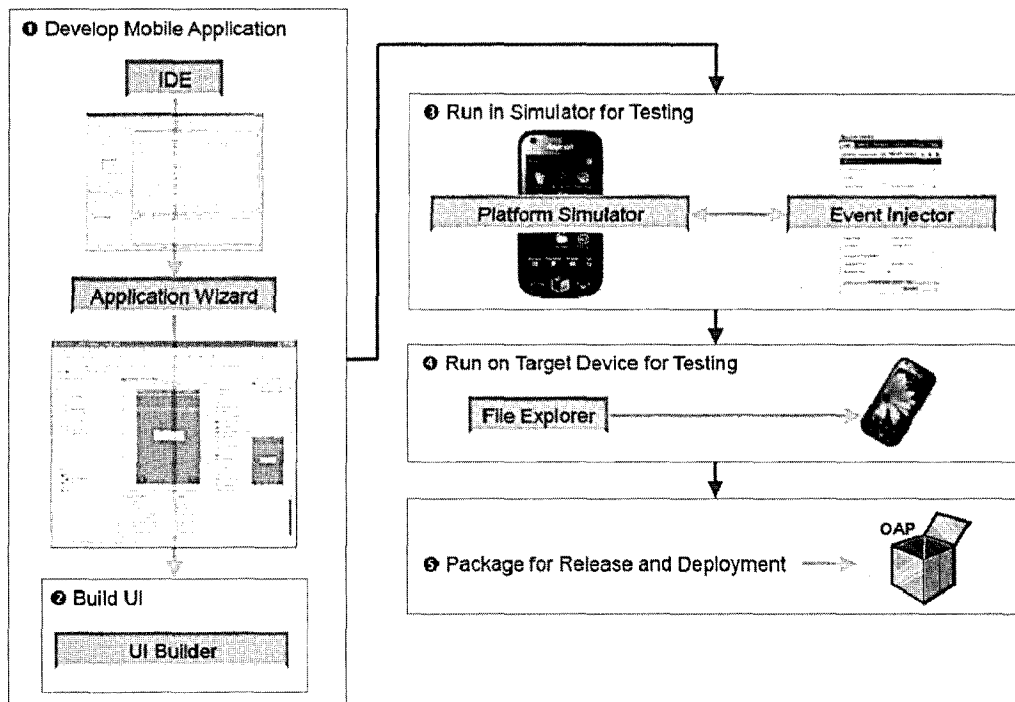 ❶ Develop Mobile Application
IDE
Application Wizard
❷ Build UI
UI Builder
❸ Run in Simulator for Testing
Platform Simulator
Event Injector
❹ Run on Target Device for Testing
File Explorer
❺ Package for Release and Deployment
OAP